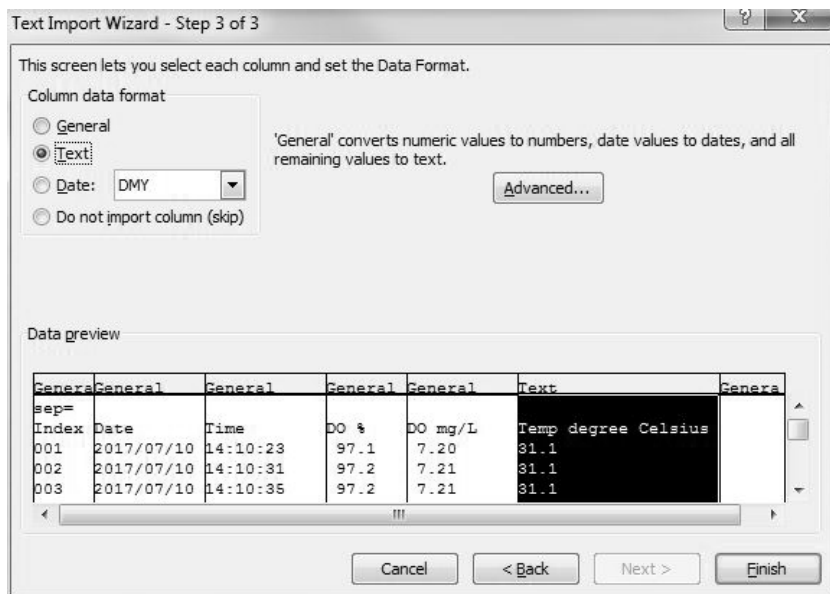 Text Import Wizard - Step 3 of 3
This screen lets you select each column and set the Data Format.
Column data format
General
Text
Date: DMY
Do not import column (skip)
'General' converts numeric values to numbers, date values to dates, and all
remaining values to text.
Advanced...
Data preview
GeneraGeneral General General General Text Genera
sep=
Index Date Time DO % DO mg/L Temp degree Celsius
001 2017/07/10 14:10:23 97.1 7.20 31.1
002 2017/07/10 14:10:31 97.2 7.21 31.1
003 2017/07/10 14:10:35 97.2 7.21 31.1
Cancel < Back Next > Finish